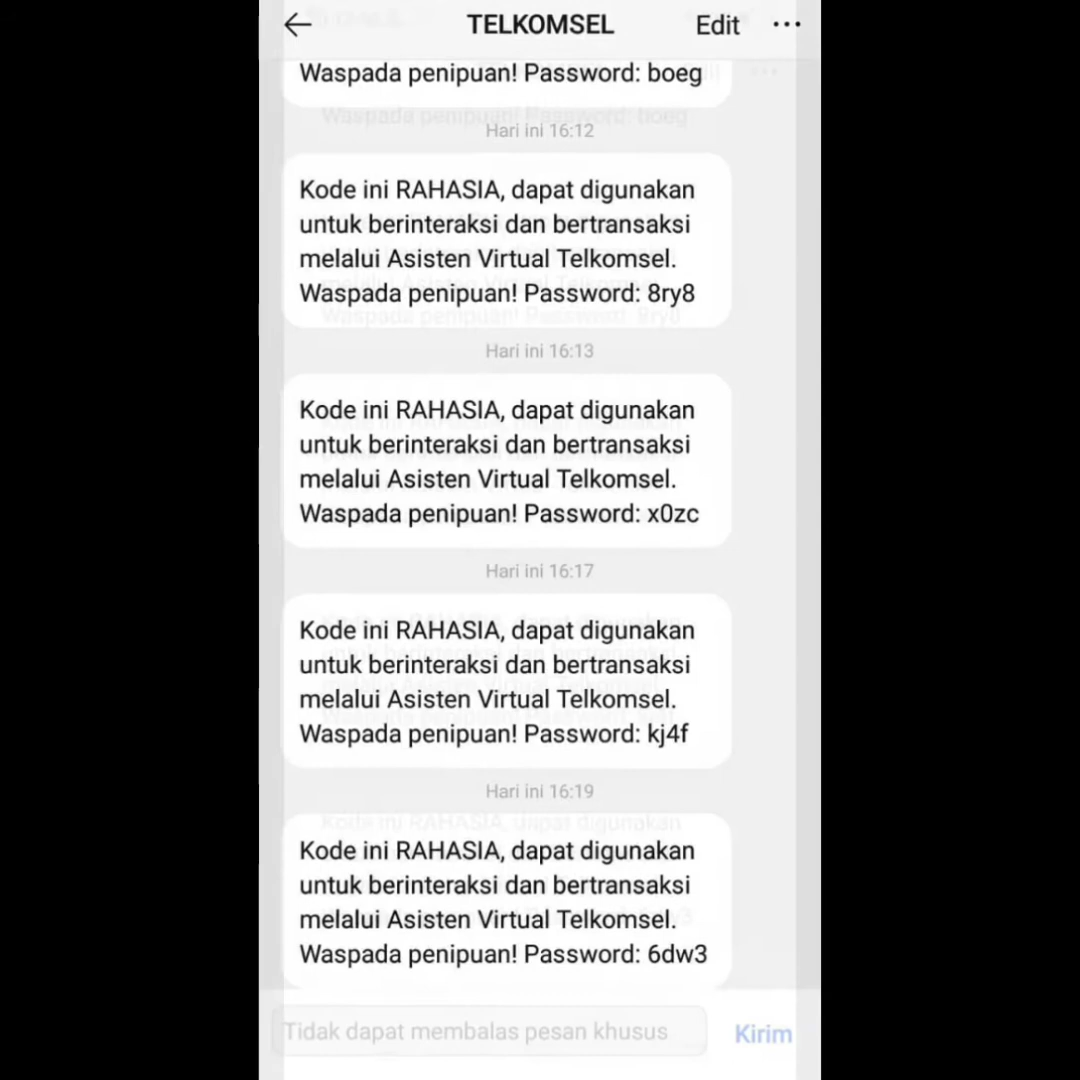 TELKOMSEL
Edit
Waspada penipuan! Password: boeg
Hari ini 16:12
Kode ini RAHASIA, dapat digunakan
untuk berinteraksi dan bertransaksi
melalui Asisten Virtual Telkomsel.
Waspada penipuan! Password: 8ry8
Hari ini 16:13
Kode ini RAHASIA, dapat digunakan
untuk berinteraksi dan bertransaksi
melalui Asisten Virtual Telkomsel.
Waspada penipuan! Password: x0zc
Hari ini 16:17
Kode ini RAHASIA, dapat digunakan
untuk berinteraksi dan bertransaksi
melalui Asisten Virtual Telkomsel.
Waspada penipuan! Password: kj4f
Hari ini 16:19
Kode ini RAHASIA, dapat digunakan
untuk berinteraksi dan bertransaksi
melalui Asisten Virtual Telkomsel.
Waspada penipuan! Password: 6dw3
Tidak dapat membalas pesan khusus
Kirim